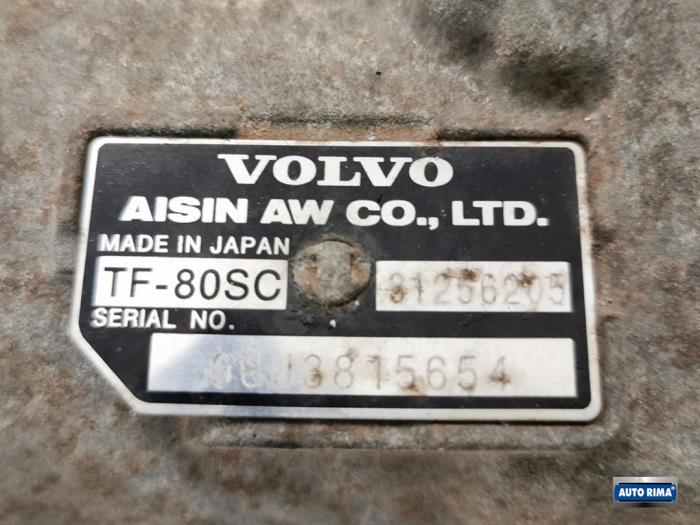 VOLVO
AISIN AW CO., LTD.
MADE IN JAPAN
TF-80SC 31256205
SERIAL NO.
08J3815654
AUTO RIMA